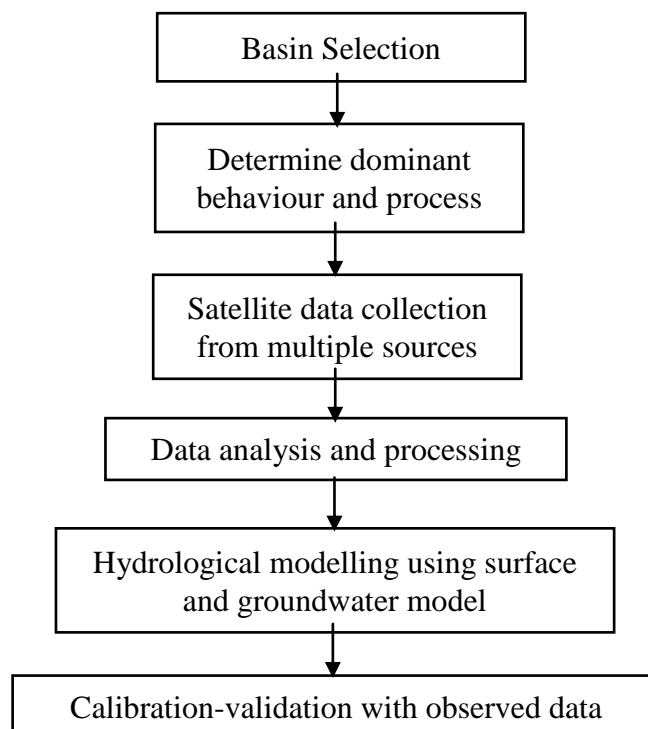 Basin Selection
Determine dominant
behaviour and process
Satellite data collection
from multiple sources
Data analysis and processing
Hydrological modelling using surface
and groundwater model
Calibration-validation with observed data